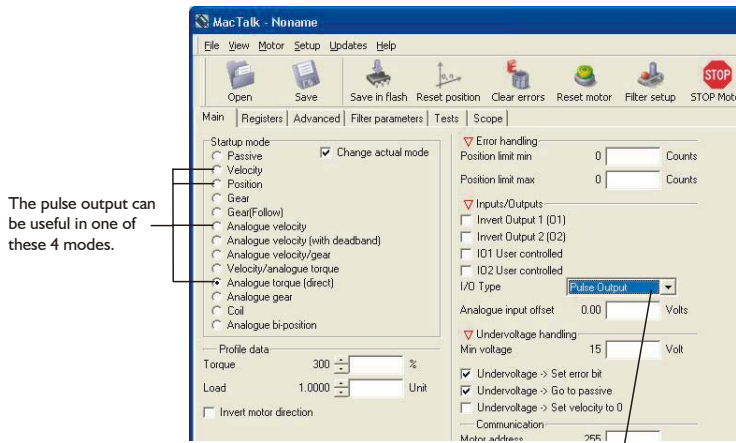 MacTalk - Noname
File View Motor Setup Updates Help
Open Save Save in flash Reset position Clear errors Reset motor Filter setup STOP Mot
Main Registers Advanced Filter parameters Tests Scope
Startup mode
Change actual mode
Passive
Velocity
Position
Gear
Gear(Follow)
Analogue velocity
Analogue velocity (with deadband)
Analogue velocity/gear
Velocity/analogue torque
Analogue torque (direct)
Analogue gear
Coil
Analogue bi-position
The pulse output can
be useful in one of
these 4 modes.
Profile data
Torque 300 %
Load 1.0000 Unit
Invert motor direction
Error handling
Position limit min 0 Counts
Position limit max 0 Counts
Inputs/Outputs
Invert Output 1 (O1)
Invert Output 2 (O2)
IO1 User controlled
IO2 User controlled
I/O Type Pulse Output
Analogue input offset 0.00 Volts
Undervoltage handling
Min voltage 15 Volt
Undervoltage -> Set error bit
Undervoltage -> Go to passive
Undervoltage -> Set velocity to 0
Communication
Motor address 255